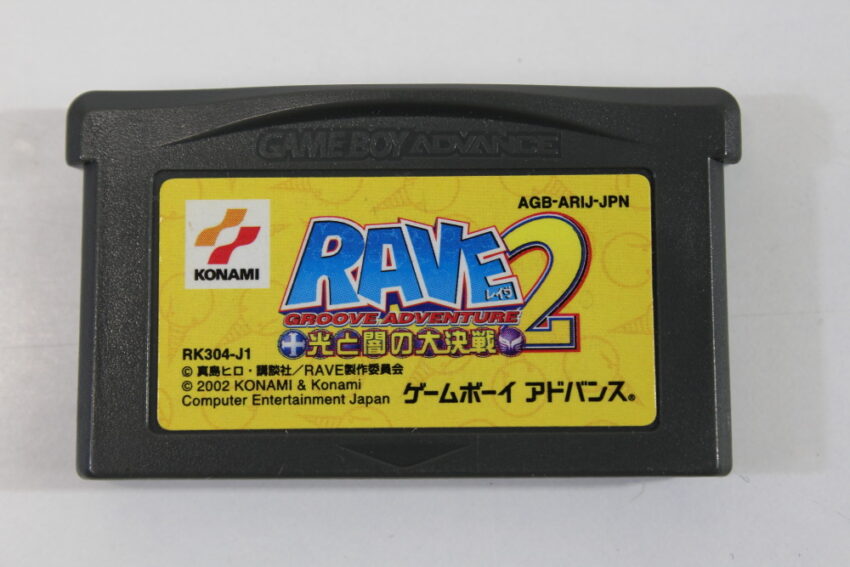 GAME BOY ADVANCE
AGB-ARIJ-JPN
KONAMI
RAVE2
レイヴ
GROOVE ADVENTURE
光と闇の大決戦
RK304-J1
© 真島ヒロ・講談社／RAVE製作委員会
© 2002 KONAMI & Konami
Computer Entertainment Japan
ゲームボーイ アドバンス®